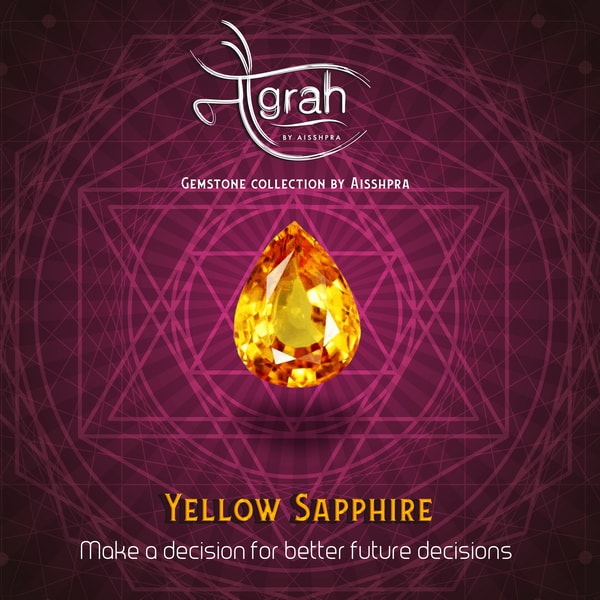 grah
BY AISSHPRA
Gemstone collection by Aisshpra
Yellow Sapphire
Make a decision for better future decisions